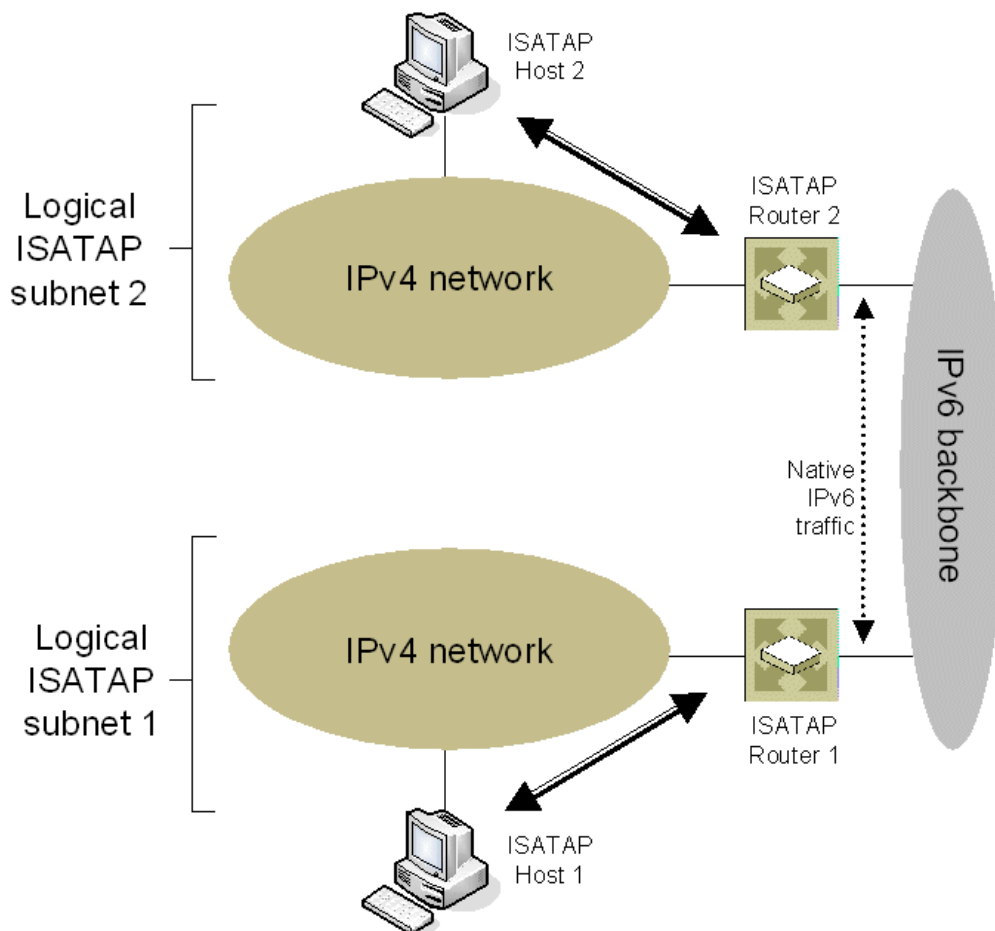 ISATAP
Host 2
Logical
ISATAP
subnet 2
IPv4 network
ISATAP
Router 2
IPv6 backbone
Native
IPv6
traffic
Logical
ISATAP
subnet 1
IPv4 network
ISATAP
Router 1
ISATAP
Host 1